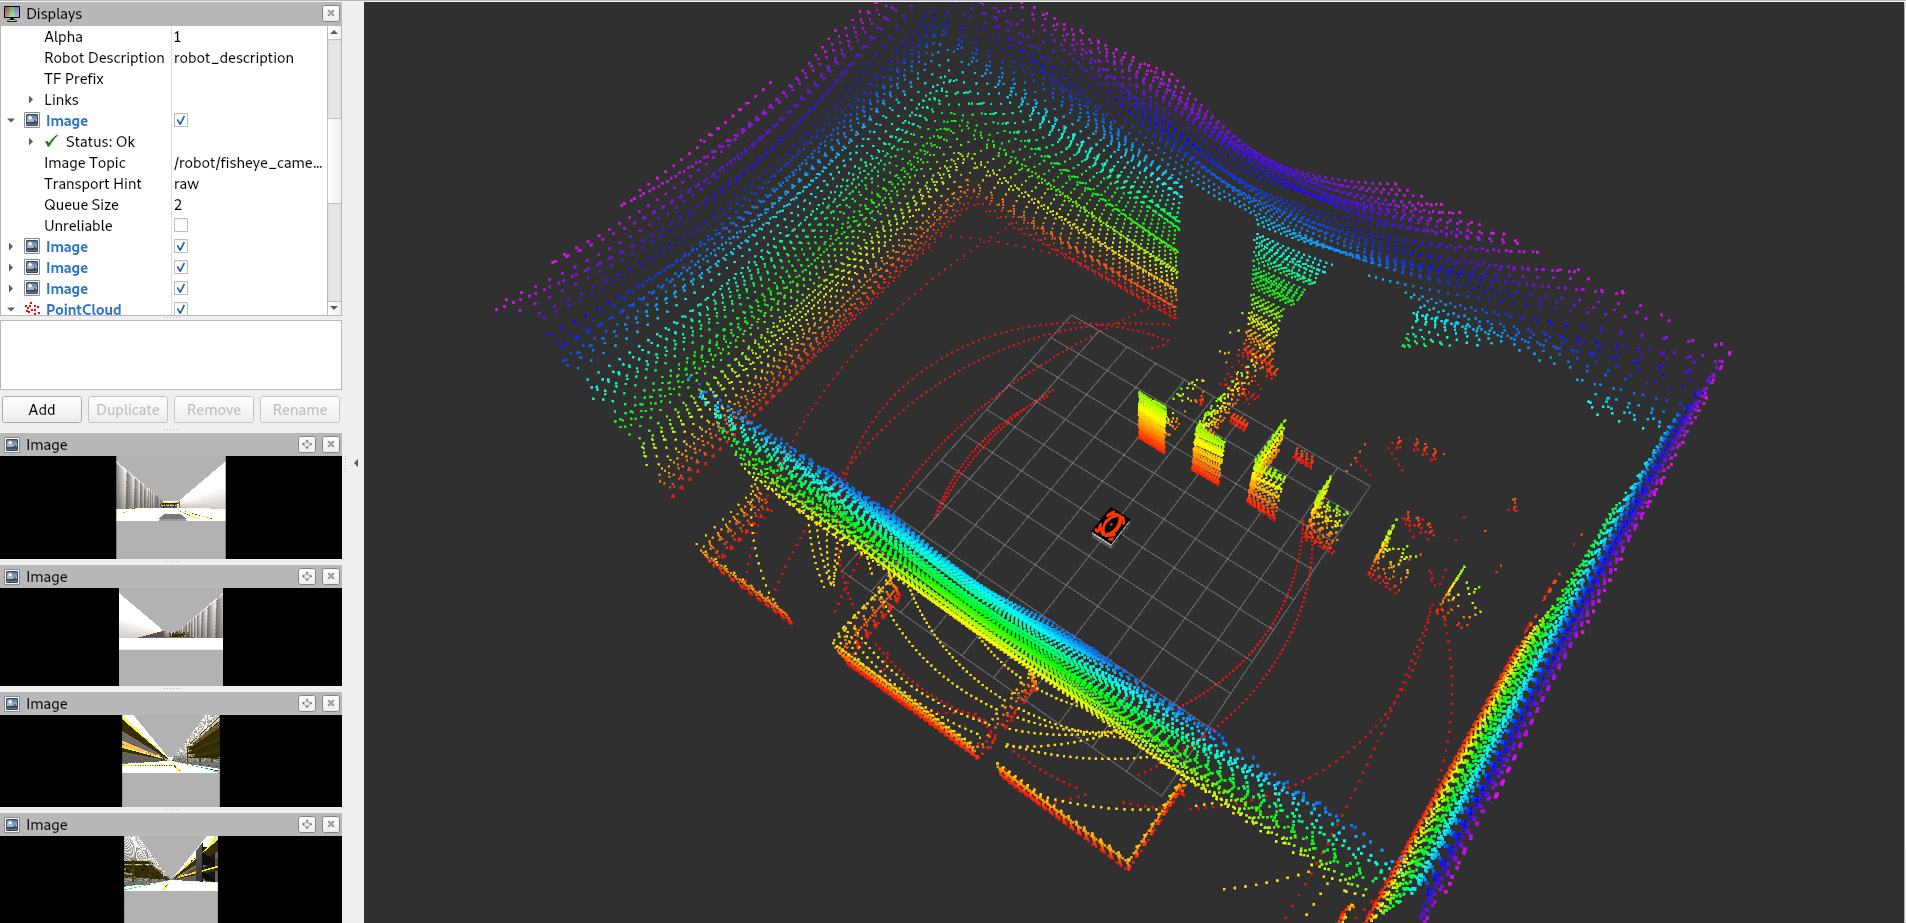 Displays
Alpha 1
Robot Description robot_description
TF Prefix
Links
Image
Status: Ok
Image Topic /robot/fisheye_came...
Transport Hint raw
Queue Size 2
Unreliable
Image
Image
Image
PointCloud
Add Duplicate Remove Rename
Image
Image
Image
Image